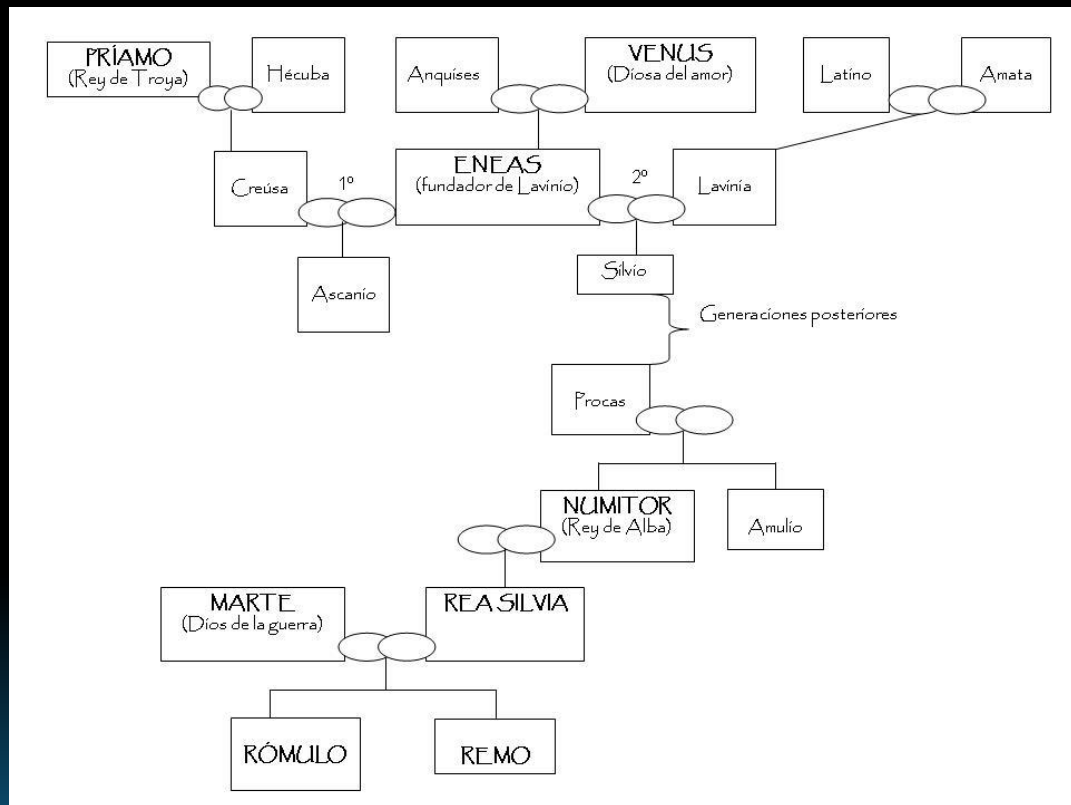 PRÍAMO
(Rey de Troya)
Hécuba
Anquises
VENUS
(Diosa del amor)
Latino
Amata
Creúsa
1º
ENEAS
(fundador de Lavinio)
2º
Lavinia
Ascanio
Silvio
Generaciones posteriores
Procas
NUMITOR
(Rey de Alba)
Amulio
MARTE
(Dios de la guerra)
REA SILVIA
RÓMULO
REMO